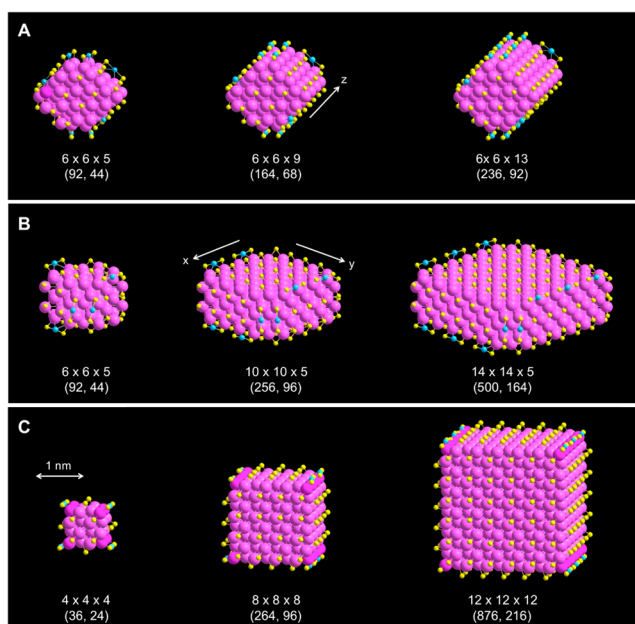 A
z
6 x 6 x 5
(92, 44)
6 x 6 x 9
(164, 68)
6x 6 x 13
(236, 92)
B
x
y
6 x 6 x 5
(92, 44)
10 x 10 x 5
(256, 96)
14 x 14 x 5
(500, 164)
C
1 nm
4 x 4 x 4
(36, 24)
8 x 8 x 8
(264, 96)
12 x 12 x 12
(876, 216)